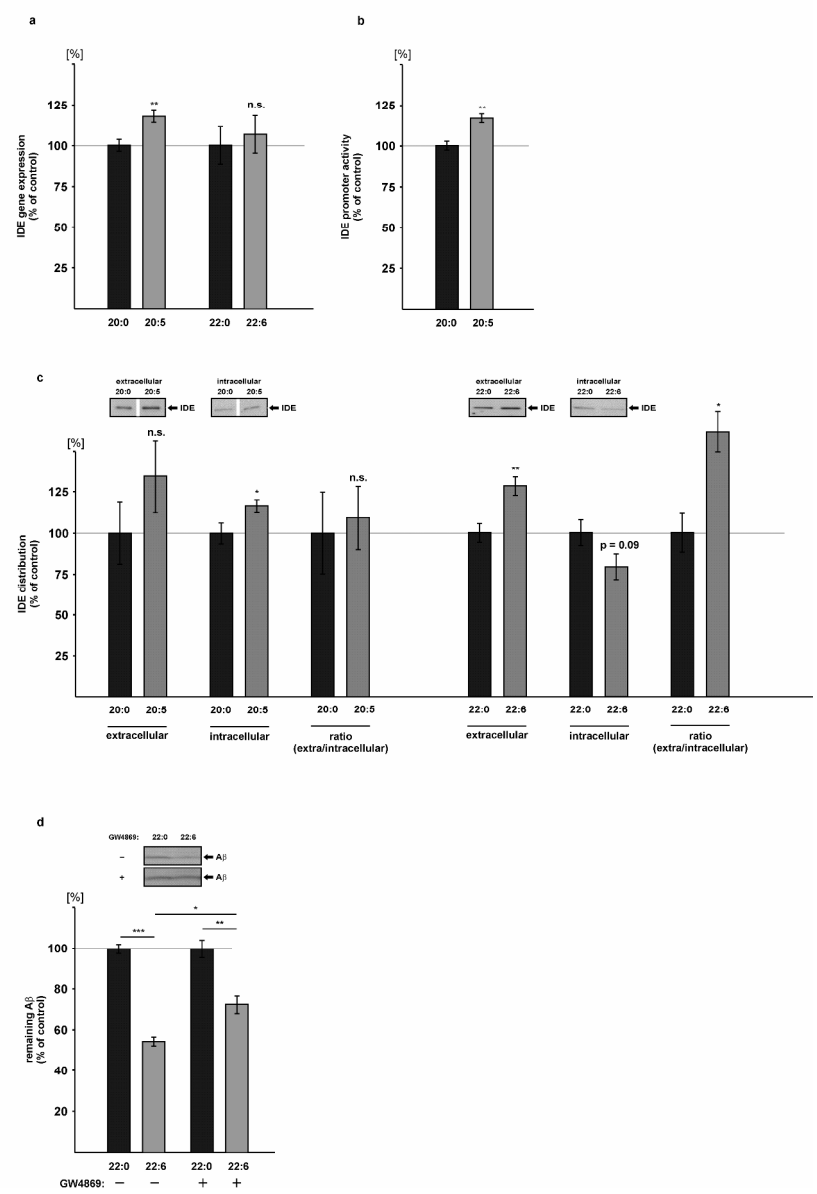 a
[%]
IDE gene expression
(% of control)
125
100
75
50
25
**
n.s.
20:0 20:5 22:0 22:6
b
[%]
IDE promoter activity
(% of control)
125
100
75
50
25
**
20:0 20:5
c
extracellular
20:0 20:5
IDE
intracellular
20:0 20:5
IDE
extracellular
22:0 22:6
IDE
intracellular
22:0 22:6
IDE
[%]
IDE cistribution
(% of control)
125
100
75
50
25
n.s.
*
n.s.
**
p = 0.09
*
20:0 20:5 20:0 20:5 20:0 20:5 22:0 22:6 22:0 22:6 22:0 22:6
extracellular intracellular ratio
(extra/intracellular)
extracellular intracellular ratio
(extra/intracellular)
d
GW4869: 22:0 22:6
– Aβ
+ Aβ
[%]
remaining Aβ
(% of control)
100
80
60
40
20
***
*
**
22:0 22:6 22:0 22:6
GW4869: – – + +